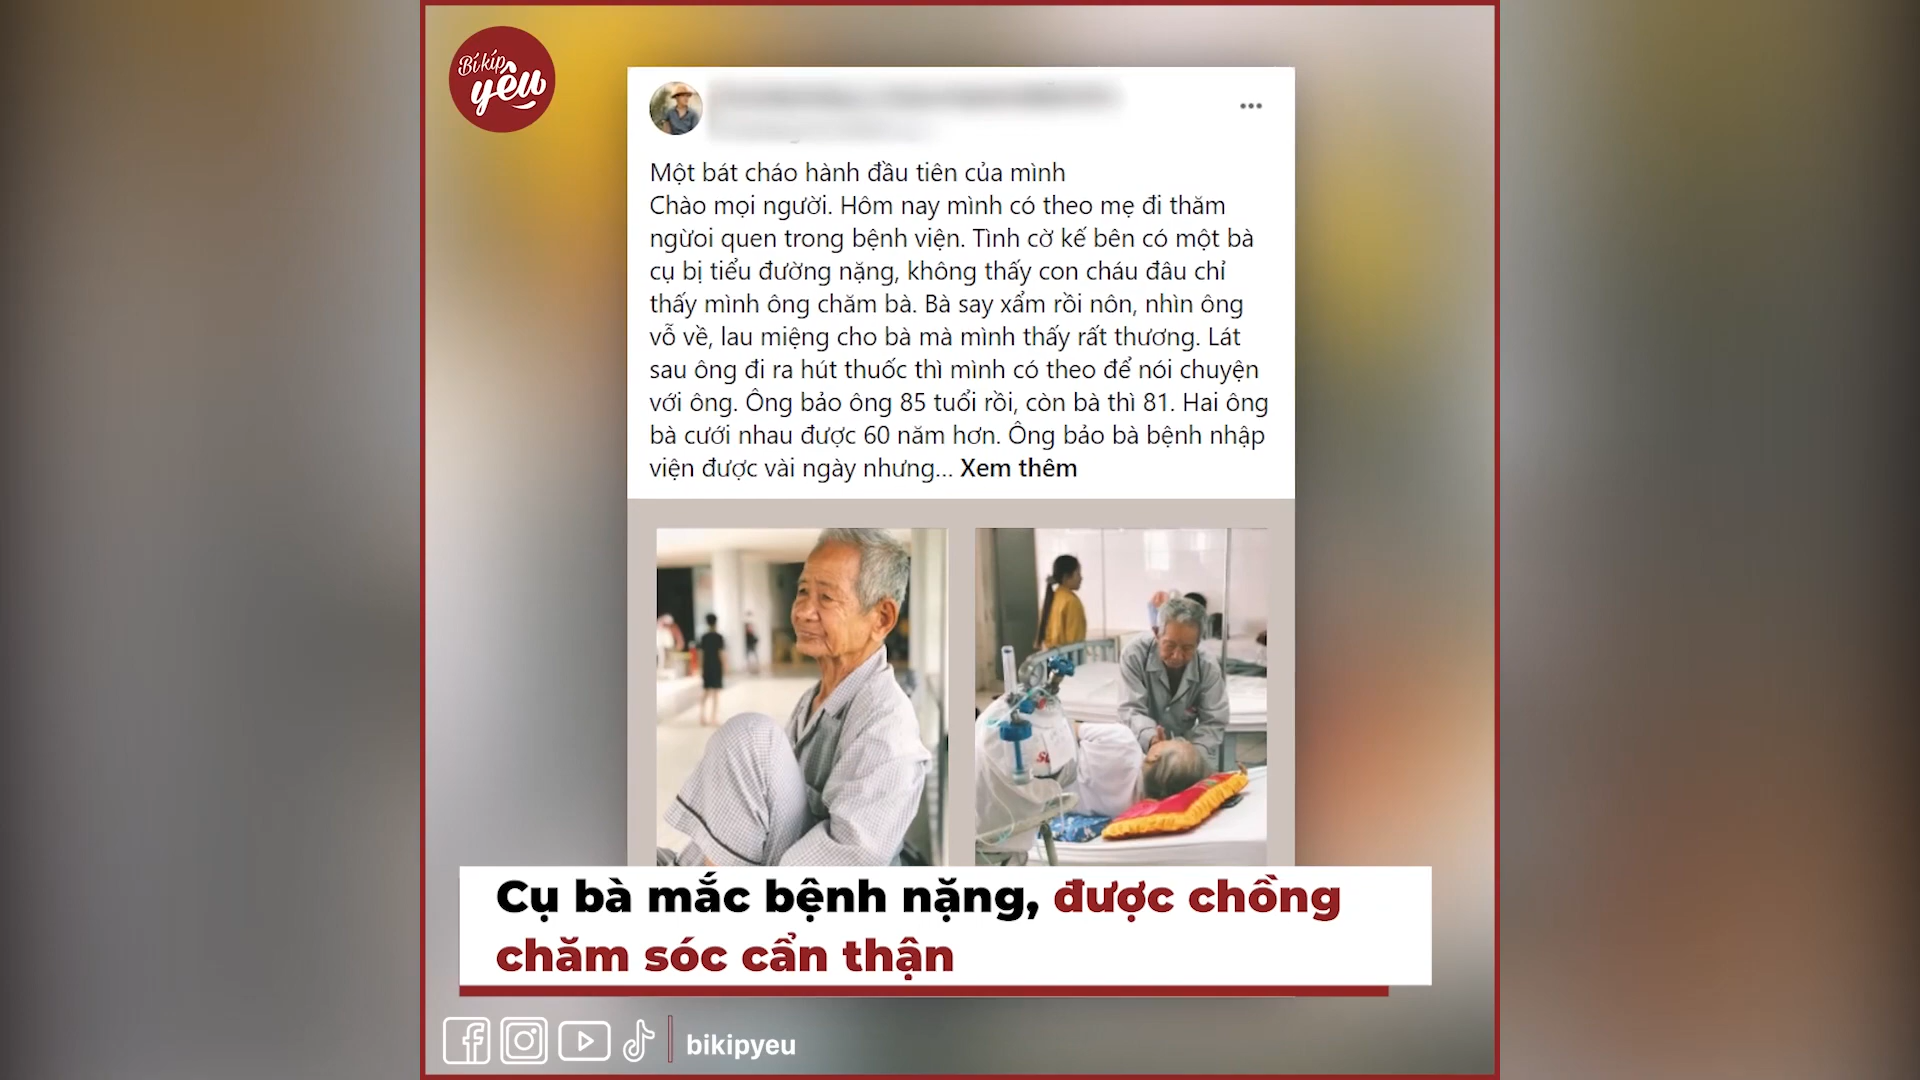 Bí kíp
yêu
Một bát cháo hành đầu tiên của mình
Chào mọi người. Hôm nay mình có theo mẹ đi thăm
ngừoi quen trong bệnh viện. Tình cờ kế bên có một bà
cụ bị tiểu đường nặng, không thấy con cháu đâu chỉ
thấy mình ông chăm bà. Bà say xẩm rồi nôn, nhìn ông
vỗ về, lau miệng cho bà mà mình thấy rất thương. Lát
sau ông đi ra hút thuốc thì mình có theo để nói chuyện
với ông. Ông bảo ông 85 tuổi rồi, còn bà thì 81. Hai ông
bà cưới nhau được 60 năm hơn. Ông bảo bà bệnh nhập
viện được vài ngày nhưng... Xem thêm
Cụ bà mắc bệnh nặng, được chồng
chăm sóc cẩn thận
bikipyeu